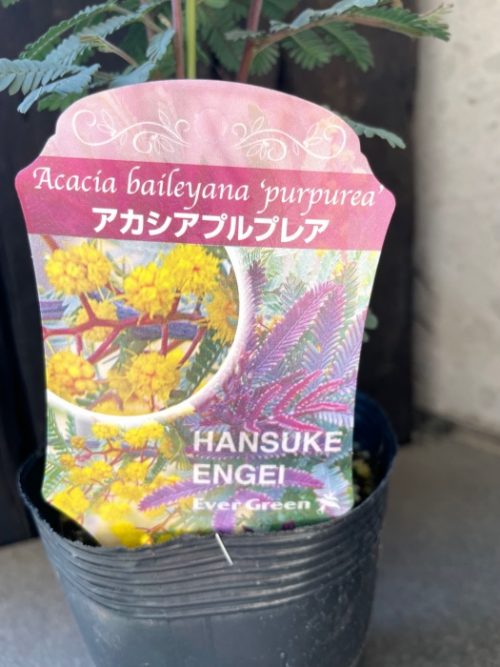 Acacia baileyana 'purpurea'
アカシアプルプレア
HANSUKE
ENGEI
Ever Green